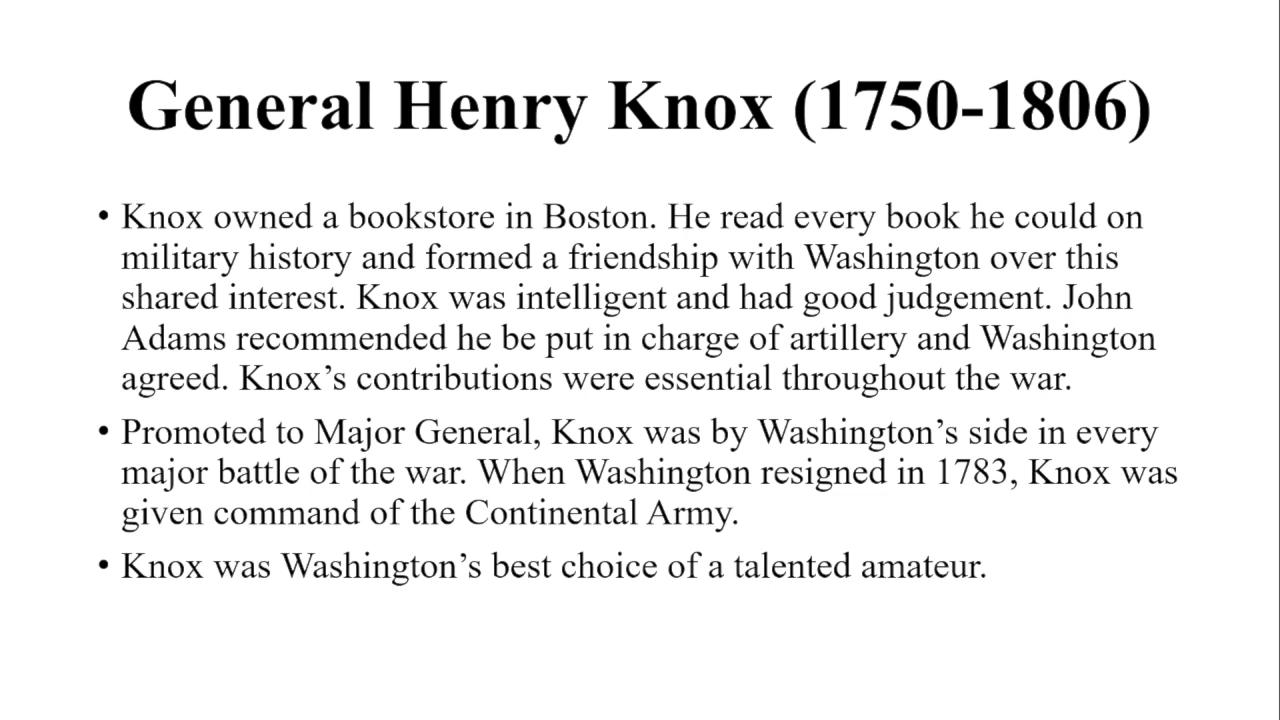 General Henry Knox (1750-1806)
• Knox owned a bookstore in Boston. He read every book he could on
military history and formed a friendship with Washington over this
shared interest. Knox was intelligent and had good judgement. John
Adams recommended he be put in charge of artillery and Washington
agreed. Knox’s contributions were essential throughout the war.
• Promoted to Major General, Knox was by Washington’s side in every
major battle of the war. When Washington resigned in 1783, Knox was
given command of the Continental Army.
• Knox was Washington’s best choice of a talented amateur.